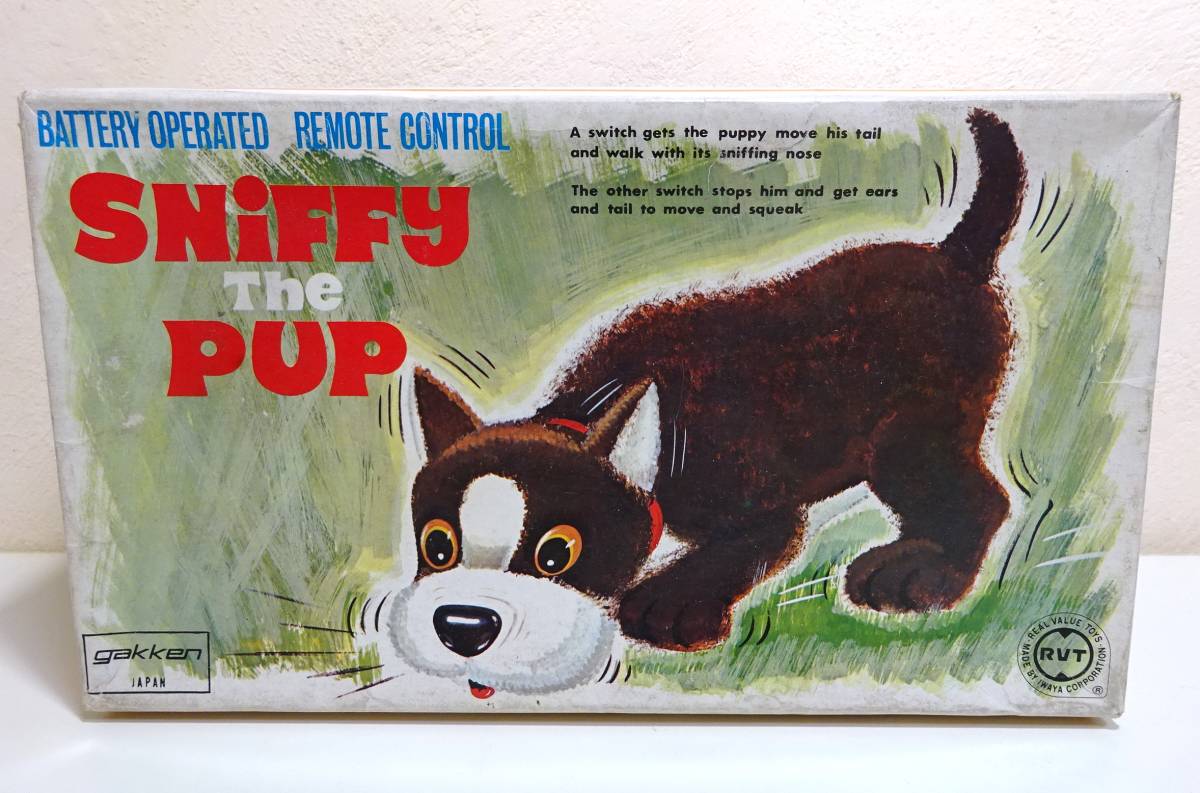 BATTERY OPERATED REMOTE CONTROL
SNiFFY
The
PUP
A switch gets the puppy move his tail
and walk with its sniffing nose
The other switch stops him and get ears
and tail to move and squeak
gakken
JAPAN
REAL VALUE TOYS
RVT
MADE BY IWAYA CORPORATION
®